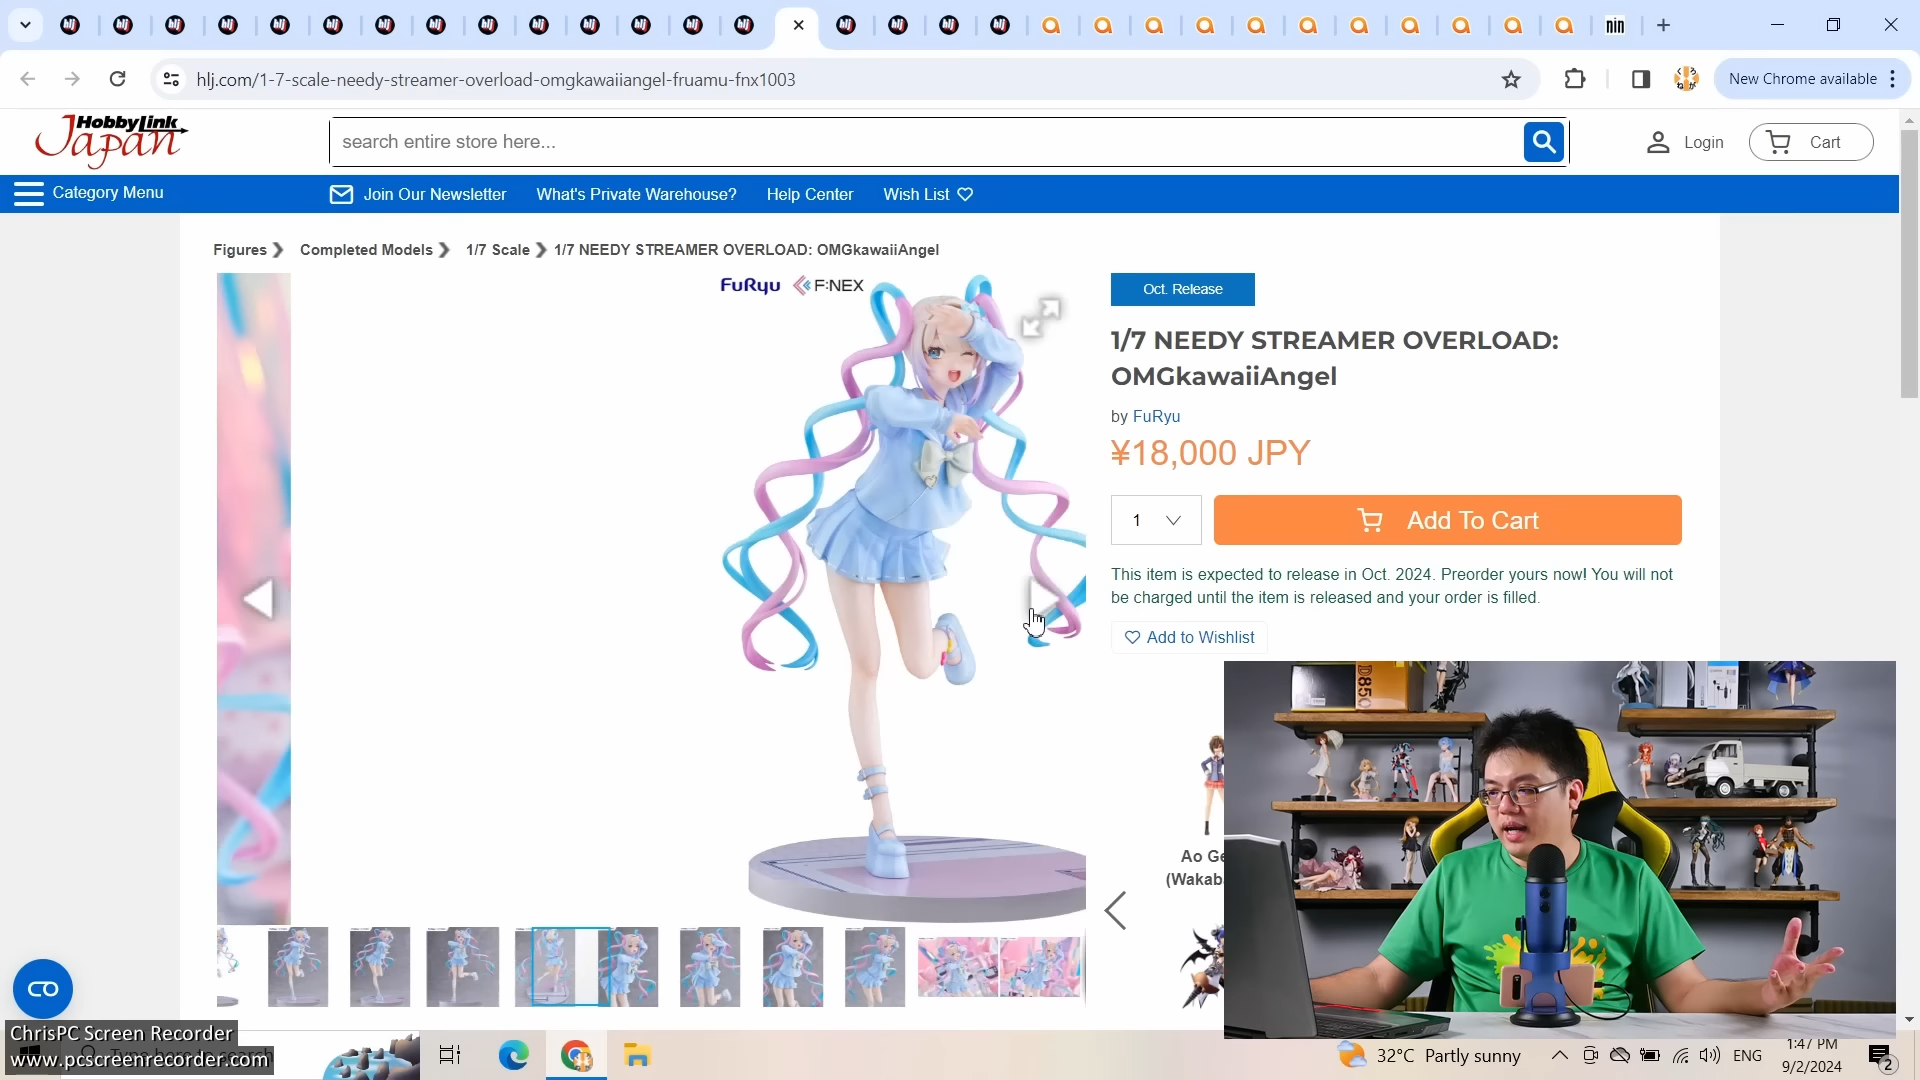 hlj.com/1-7-scale-needy-streamer-overload-omgkawaiiangel-fruamu-fnx1003
New Chrome available
HobbyLink
Japan
search entire store here...
Login
Cart
Category Menu
Join Our Newsletter
What's Private Warehouse?
Help Center
Wish List
Figures
Completed Models
1/7 Scale
1/7 NEEDY STREAMER OVERLOAD: OMGkawaiiAngel
FuRyu
F:NEX
Oct. Release
1/7 NEEDY STREAMER OVERLOAD:
OMGkawaiiAngel
by FuRyu
¥18,000 JPY
1
Add To Cart
This item is expected to release in Oct. 2024. Preorder yours now! You will not
be charged until the item is released and your order is filled.
Add to Wishlist
Ao Ge
(Wakab
D850
ChrisPC Screen Recorder
www.pcscreenrecorder.com
32°C Partly sunny
ENG
1:47 PM
9/2/2024
2